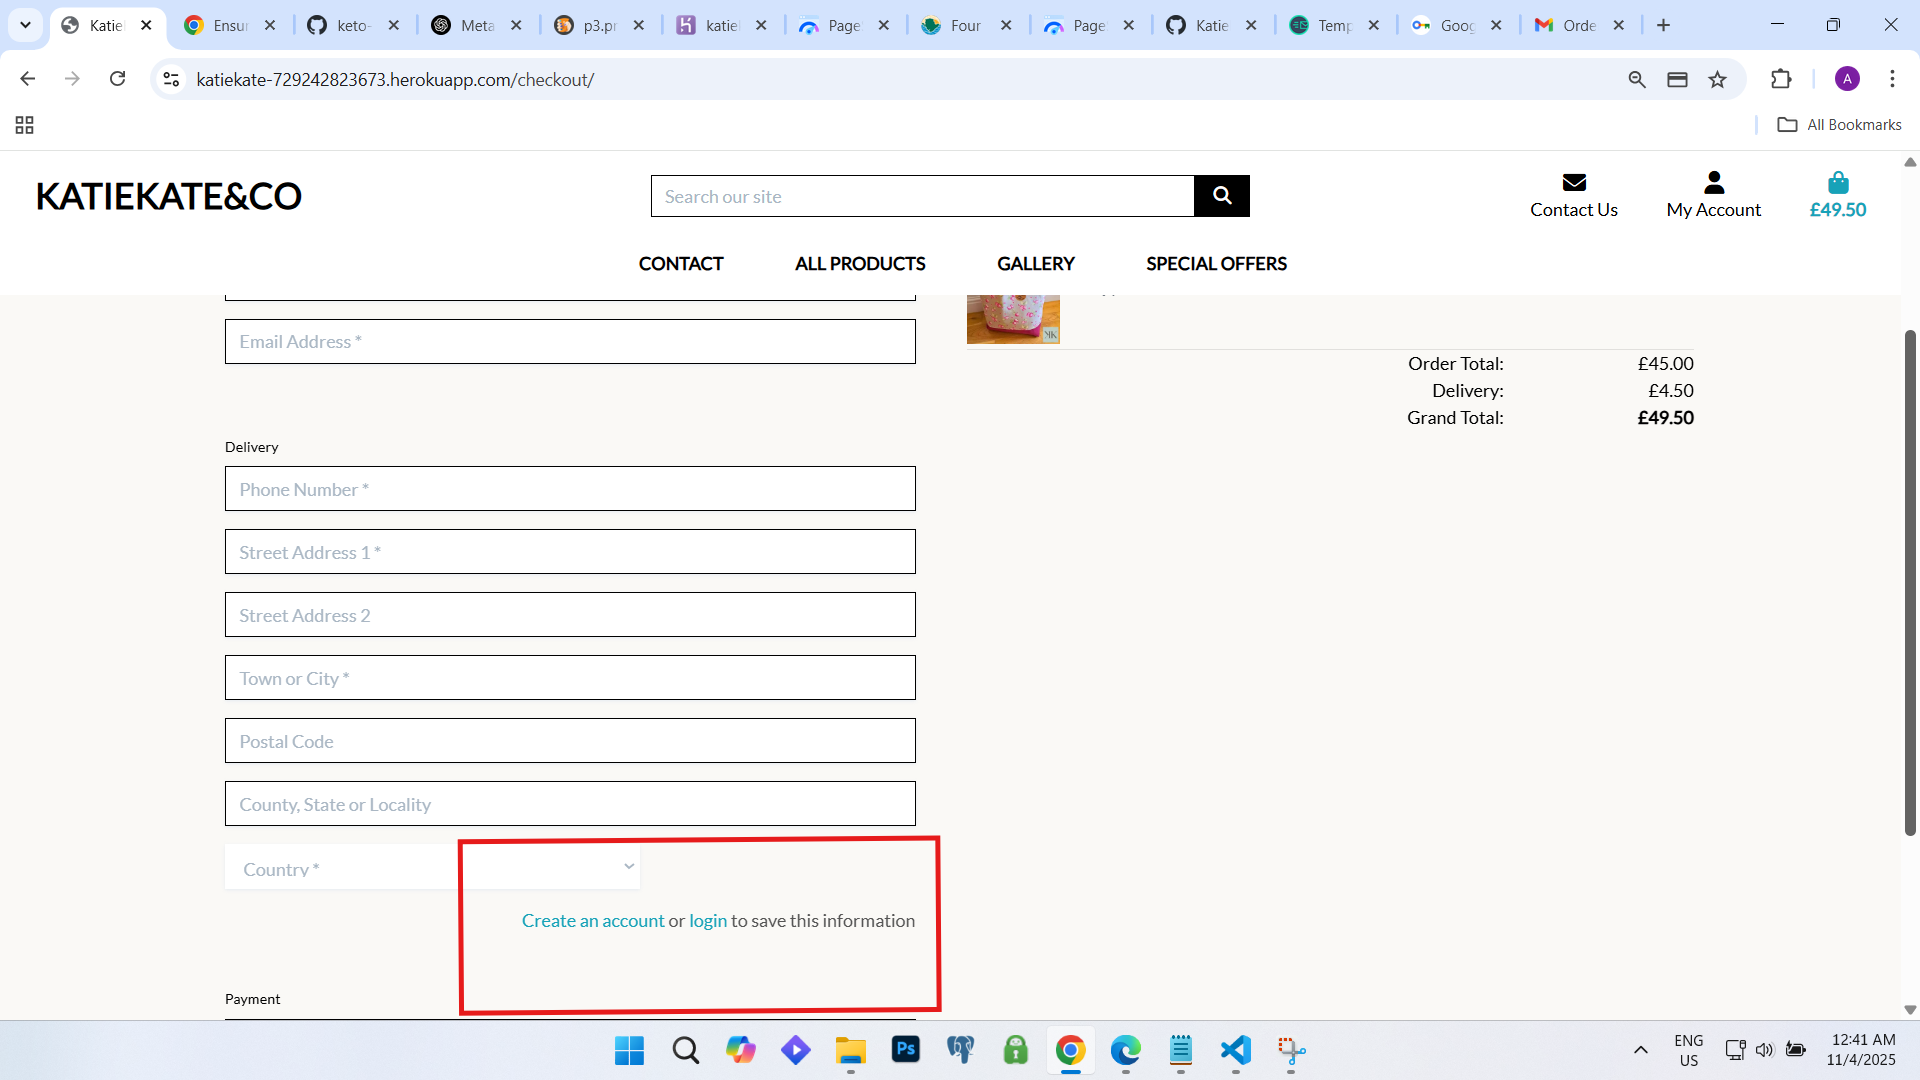 Katie
Ensur
keto-
Meta
p3.pr
katiel
Page
Four
Page
Katie
Temp
Goog
Orde
katiekate-729242823673.herokuapp.com/checkout/
A
All Bookmarks
KATIEKATE&CO
Search our site
Contact Us
My Account
£49.50
CONTACT
ALL PRODUCTS
GALLERY
SPECIAL OFFERS
Email Address *
Order Total: £45.00
Delivery: £4.50
Grand Total: £49.50
Delivery
Phone Number *
Street Address 1 *
Street Address 2
Town or City *
Postal Code
County, State or Locality
Country *
Create an account or login to save this information
Payment
Ps
ENG
US
12:41 AM
11/4/2025